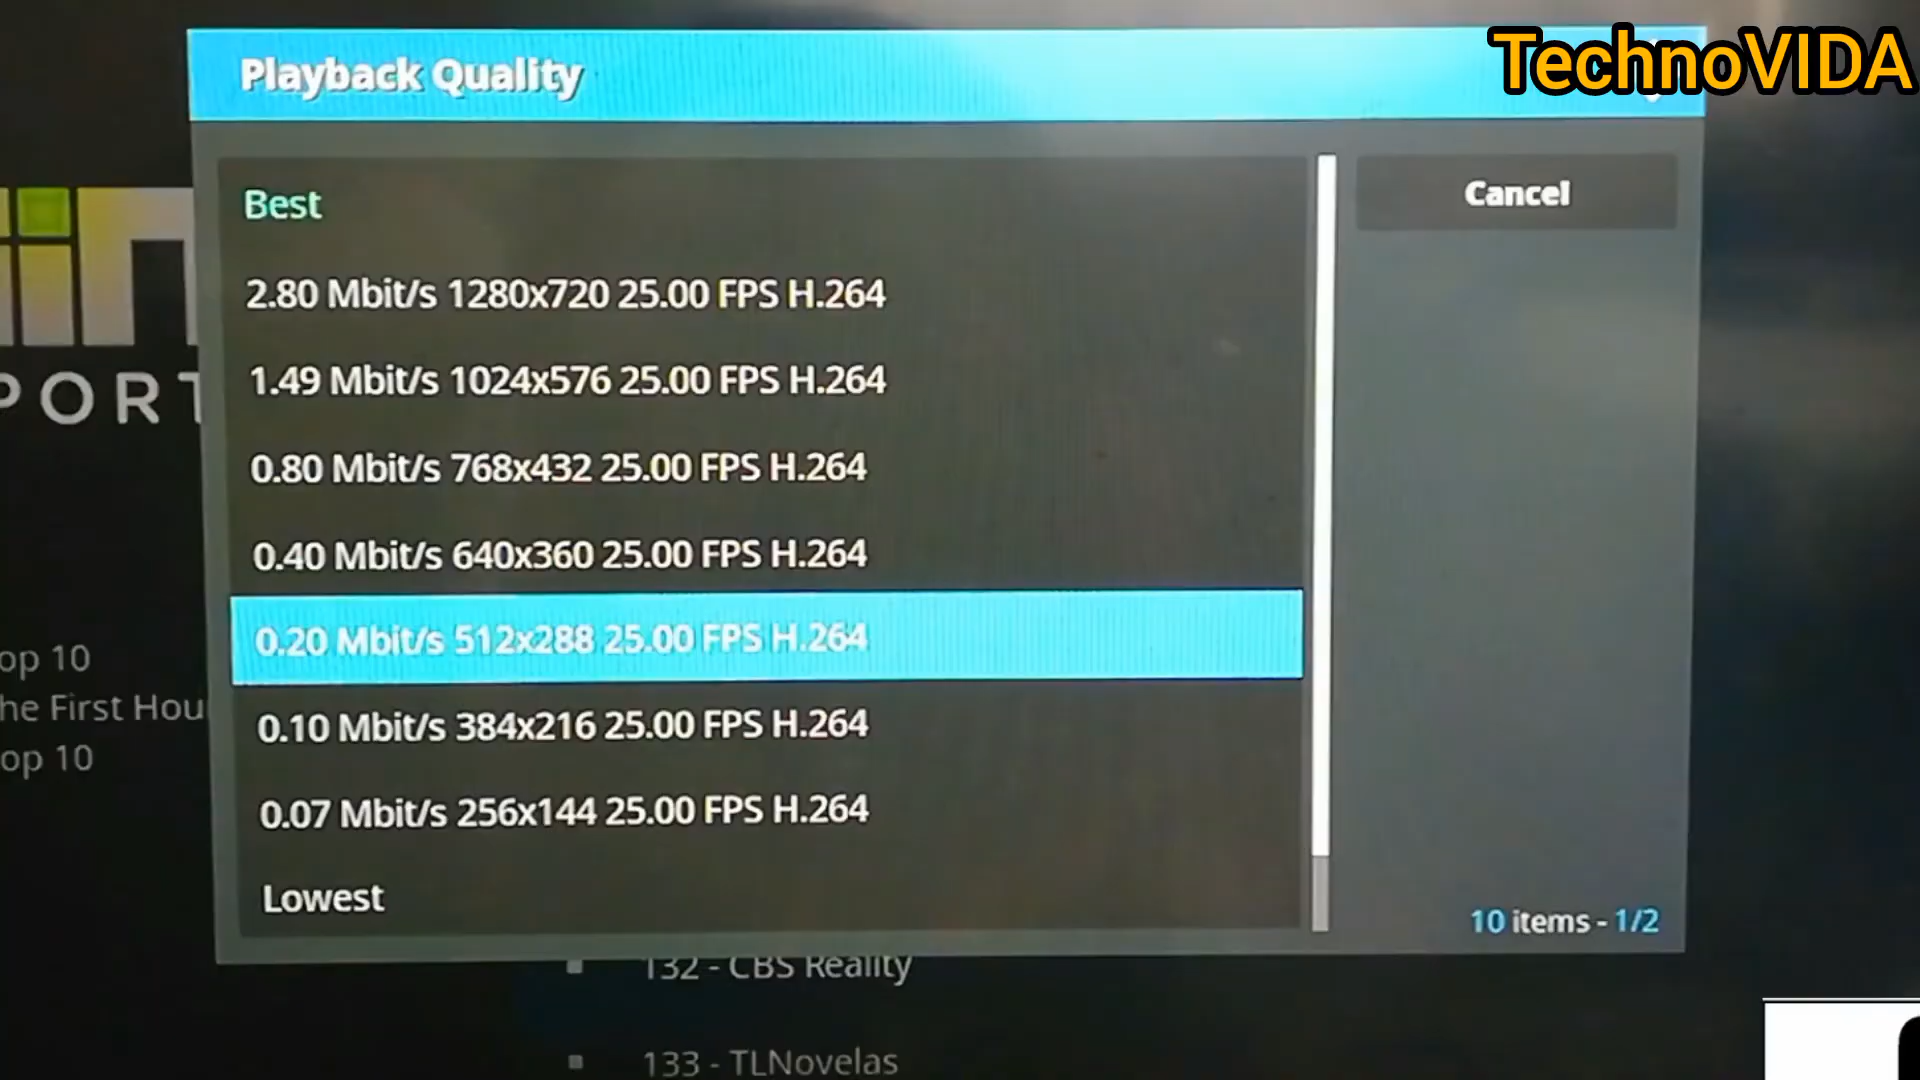 TechnoVIDA
Playback Quality
Best
Cancel
2.80 Mbit/s 1280x720 25.00 FPS H.264
1.49 Mbit/s 1024x576 25.00 FPS H.264
0.80 Mbit/s 768x432 25.00 FPS H.264
0.40 Mbit/s 640x360 25.00 FPS H.264
0.20 Mbit/s 512x288 25.00 FPS H.264
0.10 Mbit/s 384x216 25.00 FPS H.264
0.07 Mbit/s 256x144 25.00 FPS H.264
Lowest
10 items - 1/2
PORT
op 10
he First Hou
op 10
132 - CBS Reality
133 - TLNovelas